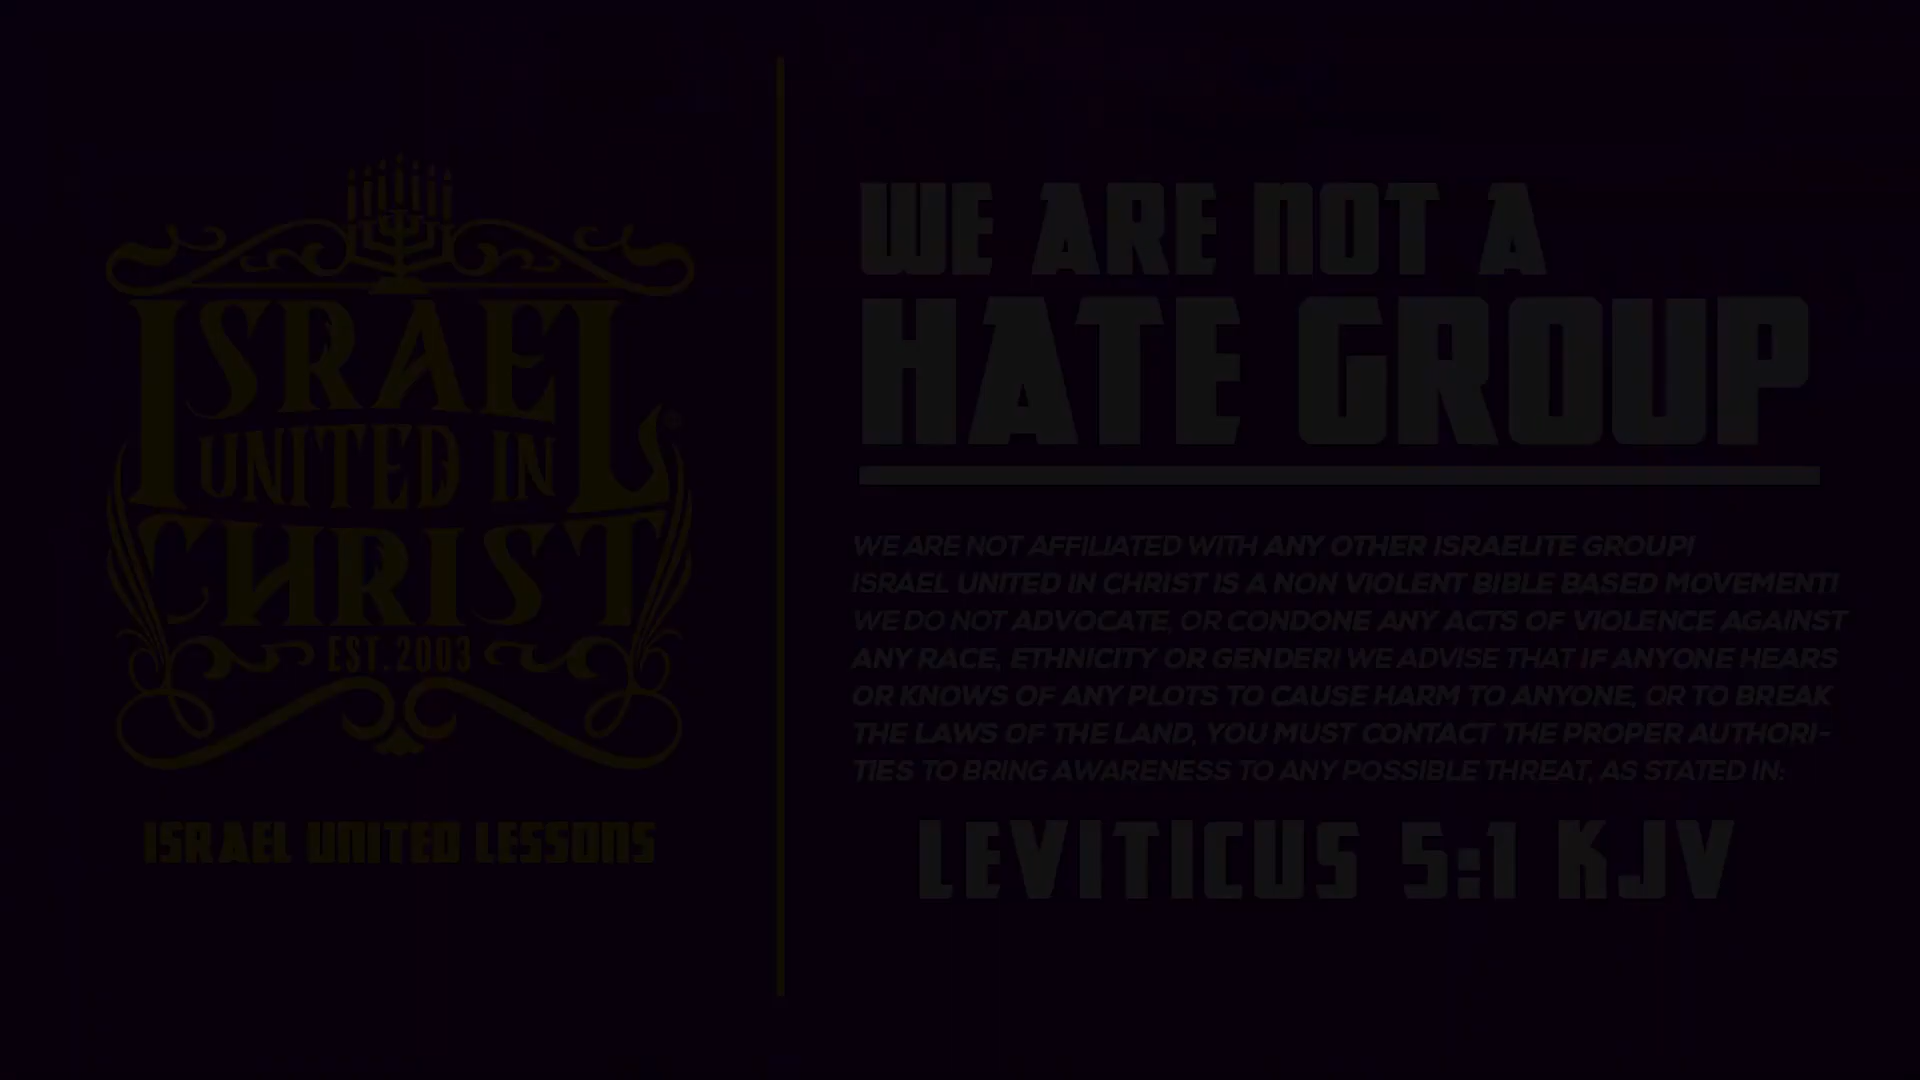 ISRAEL
UNITED IN
CHRIST
EST. 2003
ISRAEL UNITED LESSONS
WE ARE NOT A
HATE GROUP
WE ARE NOT AFFILIATED WITH ANY OTHER ISRAELITE GROUP!
ISRAEL UNITED IN CHRIST IS A NON VIOLENT BIBLE BASED MOVEMENT!
WE DO NOT ADVOCATE, OR CONDONE ANY ACTS OF VIOLENCE AGAINST
ANY RACE, ETHNICITY OR GENDER! WE ADVISE THAT IF ANYONE HEARS
OR KNOWS OF ANY PLOTS TO CAUSE HARM TO ANYONE, OR TO BREAK
THE LAWS OF THE LAND, YOU MUST CONTACT THE PROPER AUTHORI-
TIES TO BRING AWARENESS TO ANY POSSIBLE THREAT, AS STATED IN:
LEVITICUS 5:1 KJV